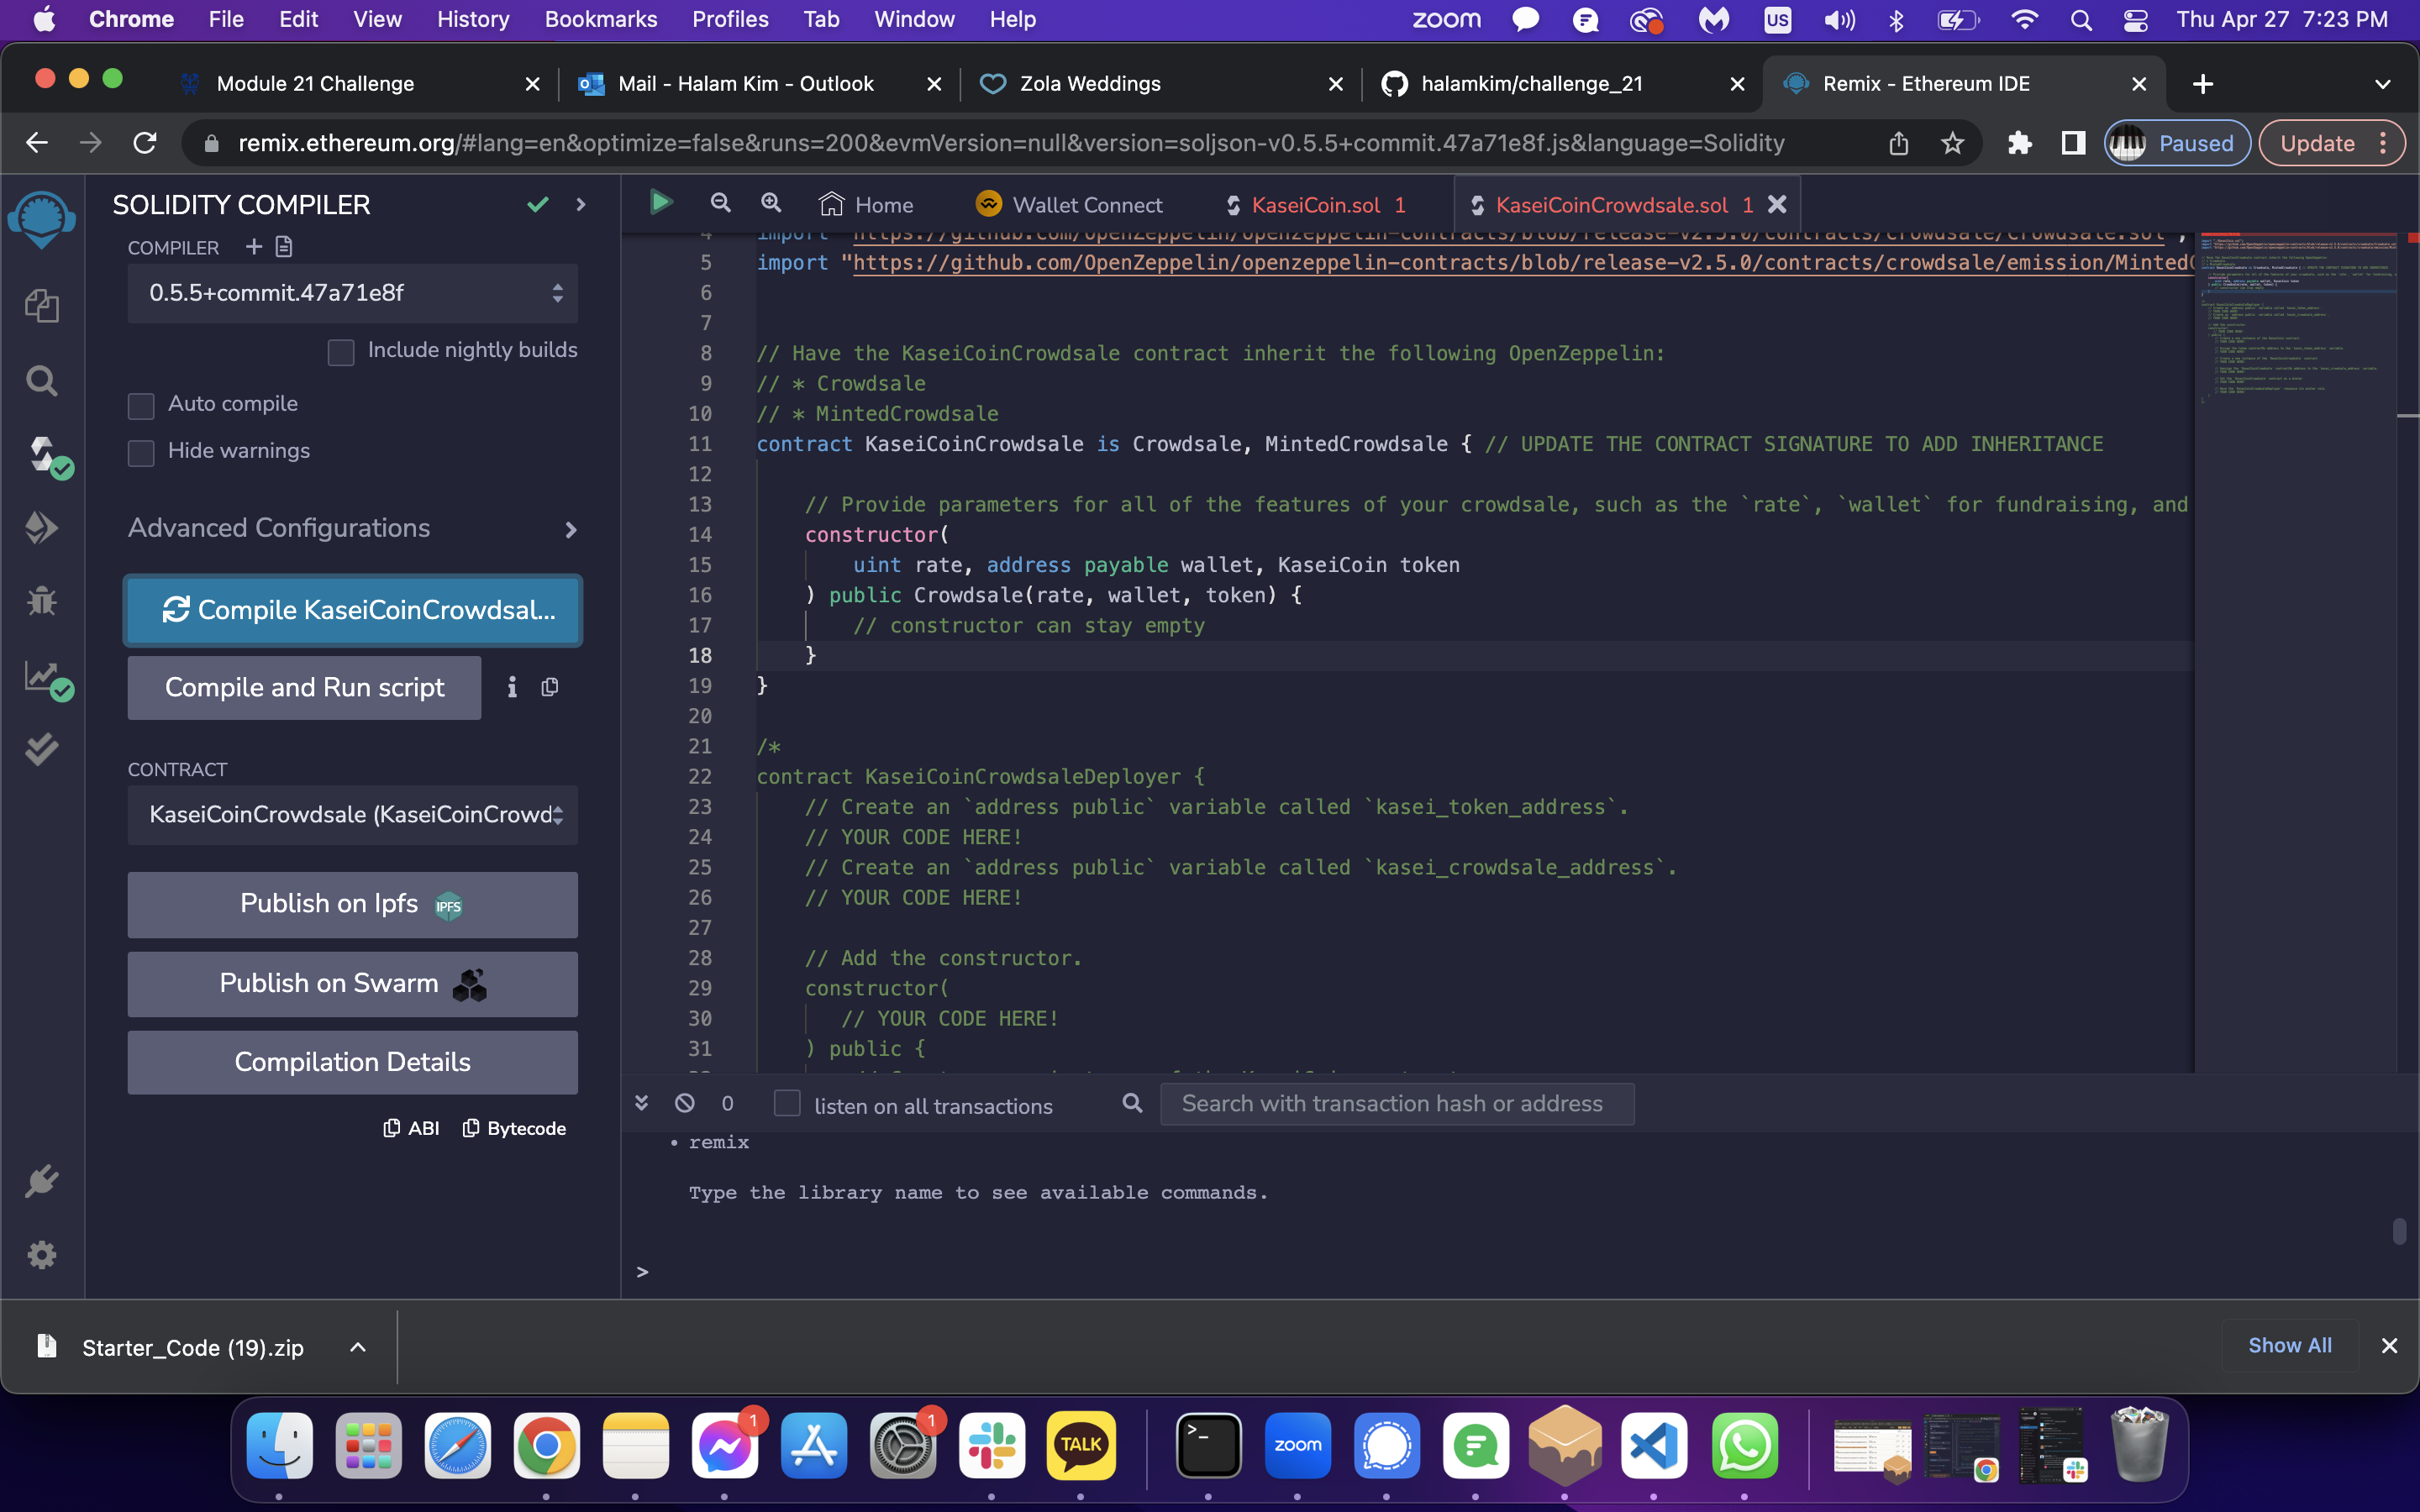 Chrome File Edit View History Bookmarks Profiles Tab Window Help zoom US Thu Apr 27 7:23 PM
Module 21 Challenge
Mail - Halam Kim - Outlook
Zola Weddings
halamkim/challenge_21
Remix - Ethereum IDE
remix.ethereum.org/#lang=en&optimize=false&runs=200&evmVersion=null&version=soljson-v0.5.5+commit.47a71e8f.js&language=Solidity
Paused
Update
SOLIDITY COMPILER
COMPILER
0.5.5+commit.47a71e8f
Include nightly builds
Auto compile
Hide warnings
Advanced Configurations
Compile KaseiCoinCrowdsal...
Compile and Run script
CONTRACT
KaseiCoinCrowdsale (KaseiCoinCrowd
Publish on Ipfs IPFS
Publish on Swarm
Compilation Details
ABI Bytecode
Home
Wallet Connect
KaseiCoin.sol 1
KaseiCoinCrowdsale.sol 1
4 import "https://github.com/OpenZeppelin/openzeppelin-contracts/blob/release-v2.5.0/contracts/crowdsale/Crowdsale.sol";
5 import "https://github.com/OpenZeppelin/openzeppelin-contracts/blob/release-v2.5.0/contracts/crowdsale/emission/Minted
6
7
8 // Have the KaseiCoinCrowdsale contract inherit the following OpenZeppelin:
9 // * Crowdsale
10 // * MintedCrowdsale
11 contract KaseiCoinCrowdsale is Crowdsale, MintedCrowdsale { // UPDATE THE CONTRACT SIGNATURE TO ADD INHERITANCE
12
13 // Provide parameters for all of the features of your crowdsale, such as the `rate`, `wallet` for fundraising, and
14 constructor(
15 uint rate, address payable wallet, KaseiCoin token
16 ) public Crowdsale(rate, wallet, token) {
17 // constructor can stay empty
18 }
19 }
20
21 /*
22 contract KaseiCoinCrowdsaleDeployer {
23 // Create an `address public` variable called `kasei_token_address`.
24 // YOUR CODE HERE!
25 // Create an `address public` variable called `kasei_crowdsale_address`.
26 // YOUR CODE HERE!
27
28 // Add the constructor.
29 constructor(
30 // YOUR CODE HERE!
31 ) public {
0
listen on all transactions
Search with transaction hash or address
• remix
Type the library name to see available commands.
>
Starter_Code (19).zip
Show All
1
1
TALK
>_
zoom